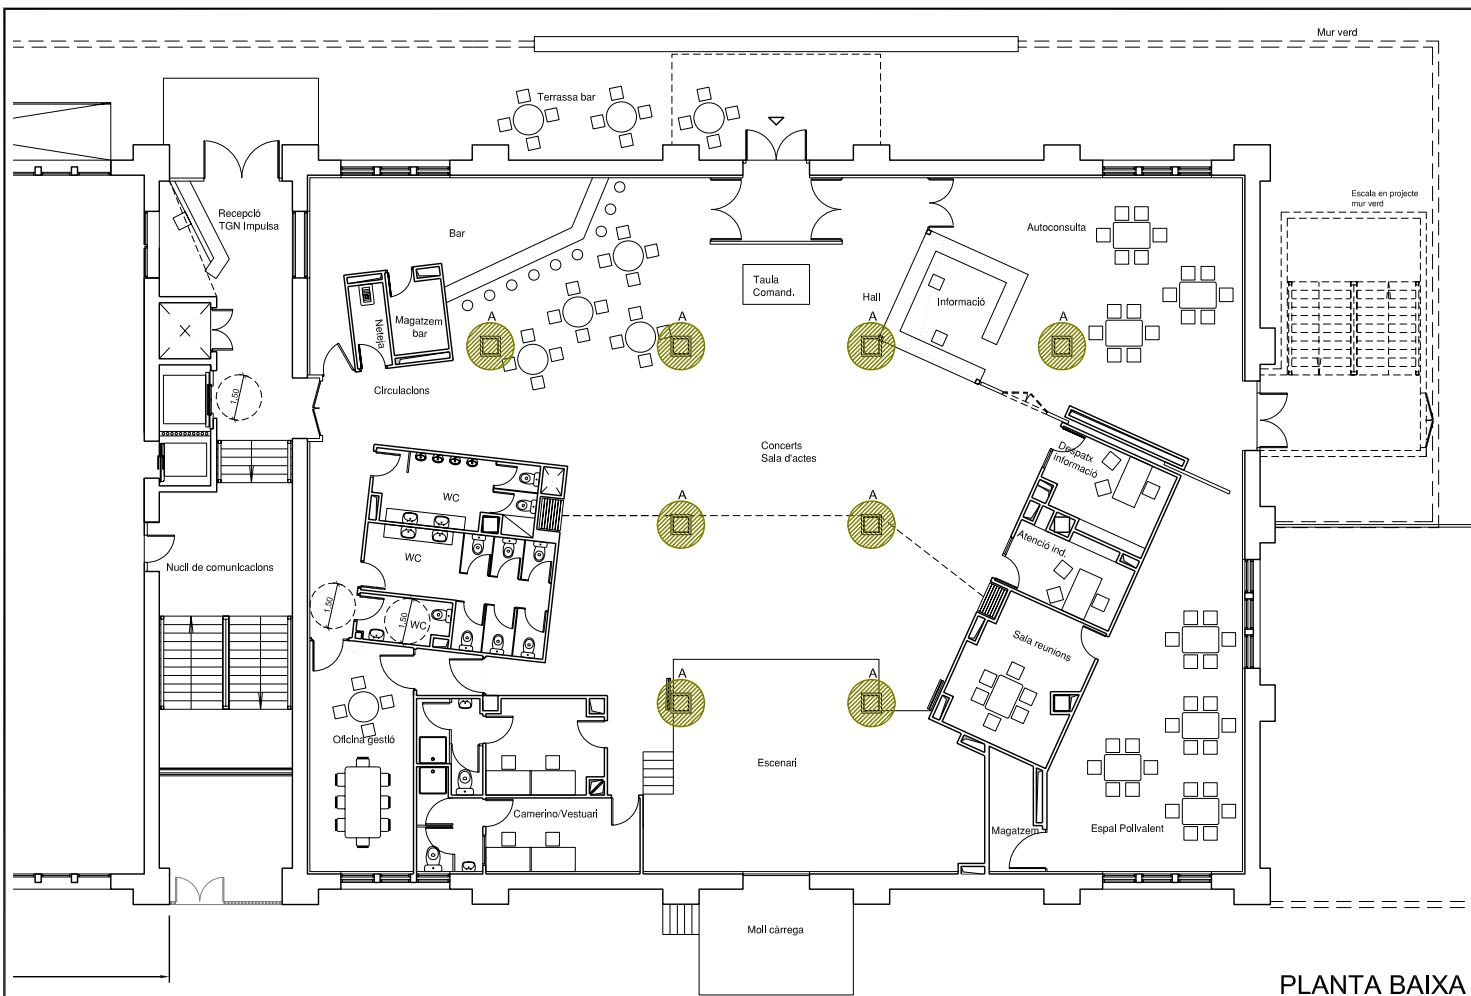 Mur verd
Terrassa bar
Escala en projecte
mur verd
Recepció
TGN Impulsa
Bar
Autoconsulta
Taula
Comand.
Hall
Informació
Neteja
Magatzem
bar
A
A
A
A
Circulacions
1,50
Concerts
Sala d'actes
Despatx
informació
WC
A
A
Atenció ind.
WC
Nucli de comunicacions
1,50
1,50
WC
Sala reunions
A
A
Oficina gestió
Escenari
Camerino/Vestuari
Magatzem
Espai Polivalent
Moll càrrega
PLANTA BAIXA